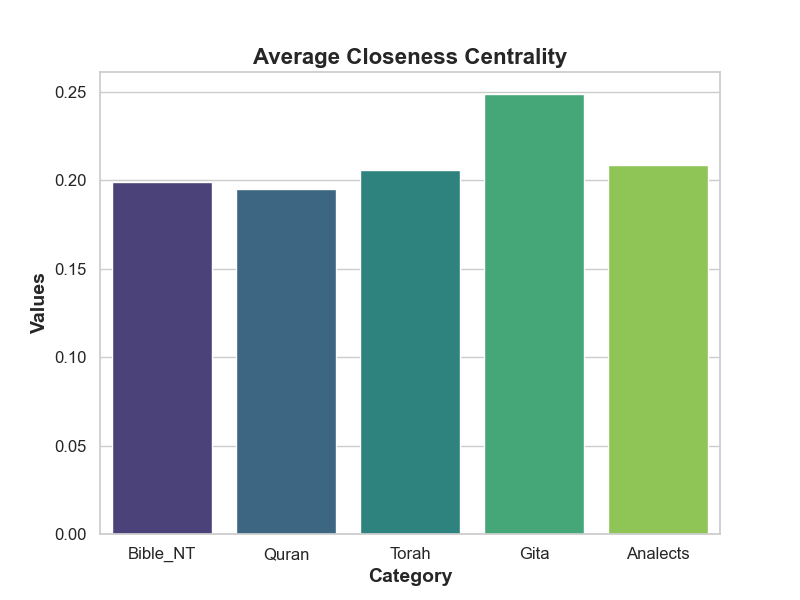 Average Closeness Centrality
0.25
0.20
0.15
0.10
0.05
0.00
Values
Bible_NT Quran Torah Gita Analects
Category